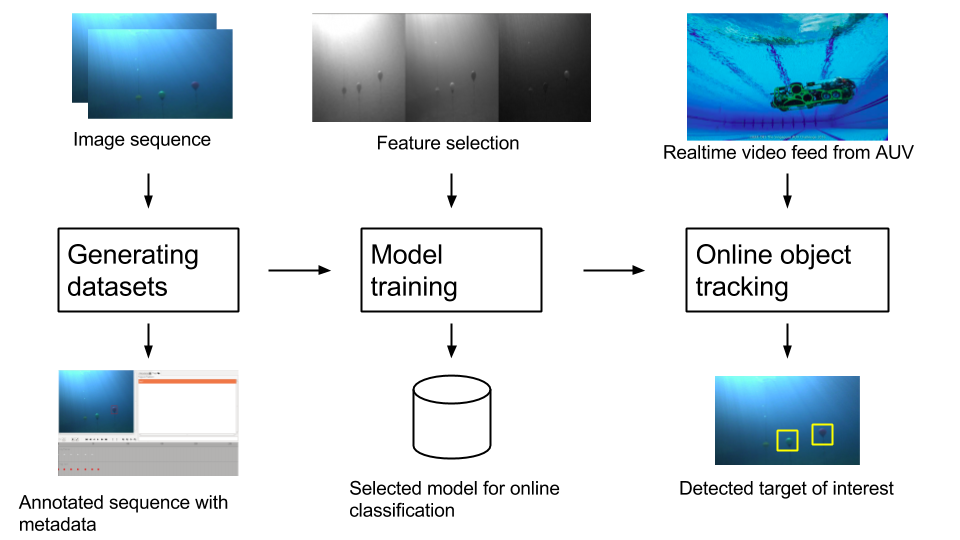 Image sequence
Feature selection
Realtime video feed from AUV
Generating
datasets
Model
training
Online object
tracking
Annotated sequence with
metadata
Selected model for online
classification
Detected target of interest